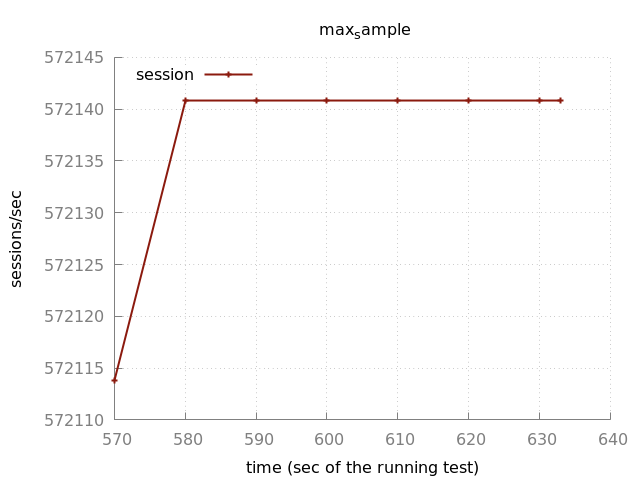 max_sample
session
572145
572140
572135
572130
572125
572120
572115
572110
sessions/sec
570 580 590 600 610 620 630 640
time (sec of the running test)